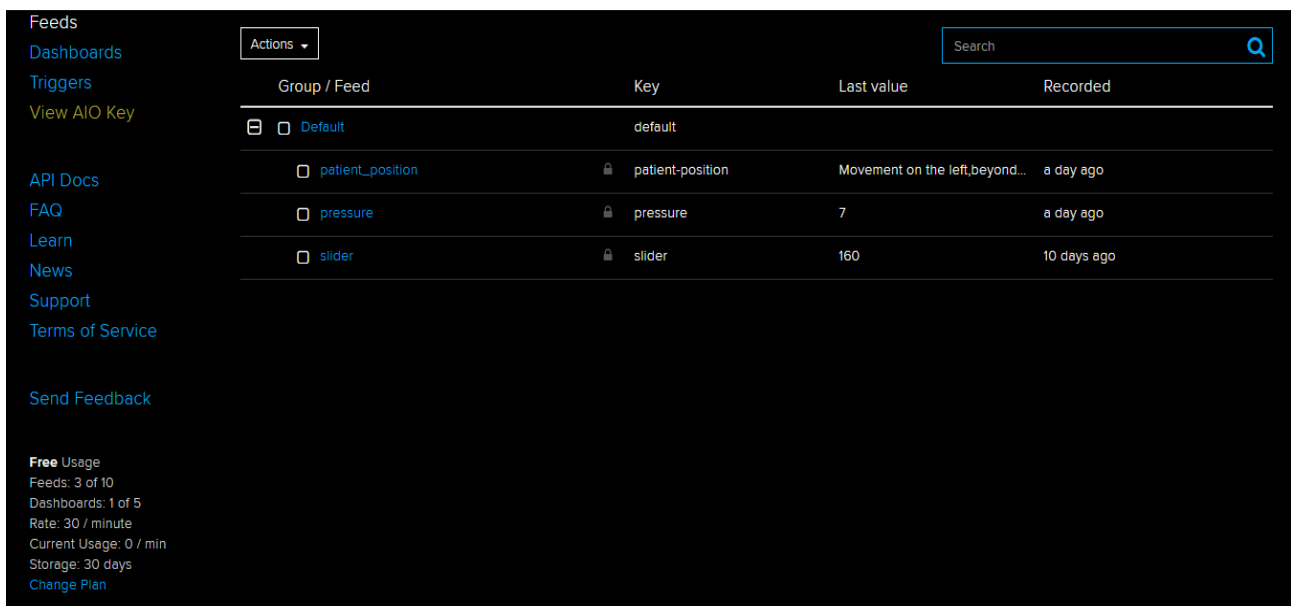 Feeds
Dashboards
Triggers
View AIO Key
API Docs
FAQ
Learn
News
Support
Terms of Service
Send Feedback
Free Usage
Feeds: 3 of 10
Dashboards: 1 of 5
Rate: 30 / minute
Current Usage: 0 / min
Storage: 30 days
Change Plan
Actions
Search
Group / Feed Key Last value Recorded
Default default
patient_position patient-position Movement on the left,beyond... a day ago
pressure pressure 7 a day ago
slider slider 160 10 days ago